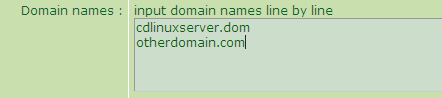 Domain names : input domain names line by line
cdlinuxserver.dom
otherdomain.com